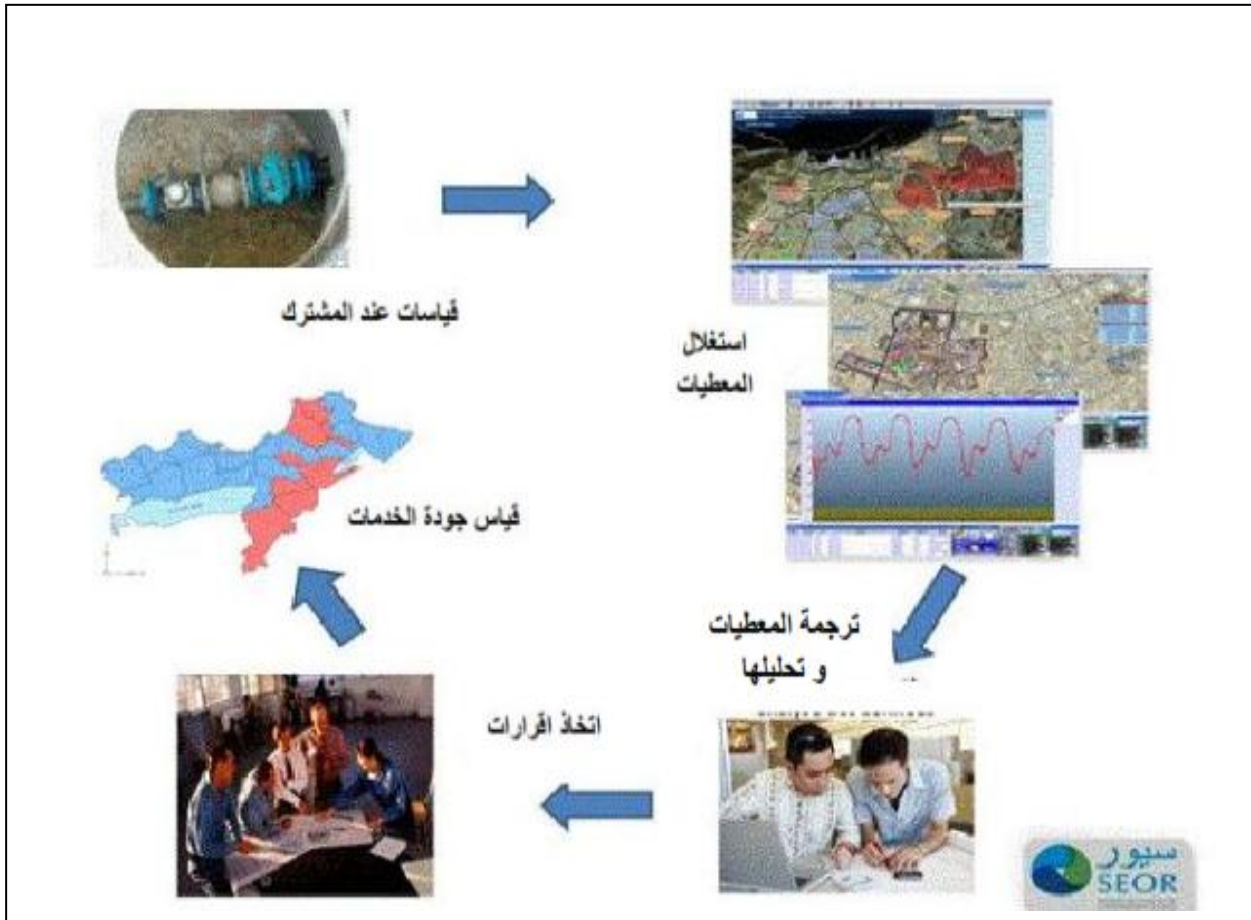 قياسات عند المشترك
استغلال
المعطيات
قياس جودة الخدمات
ترجمة المعطيات
و تحليلها
اتخاذ اقرارات
سيور
SEOR